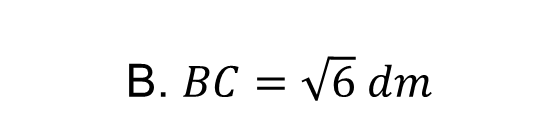 B. BC = √6 dm